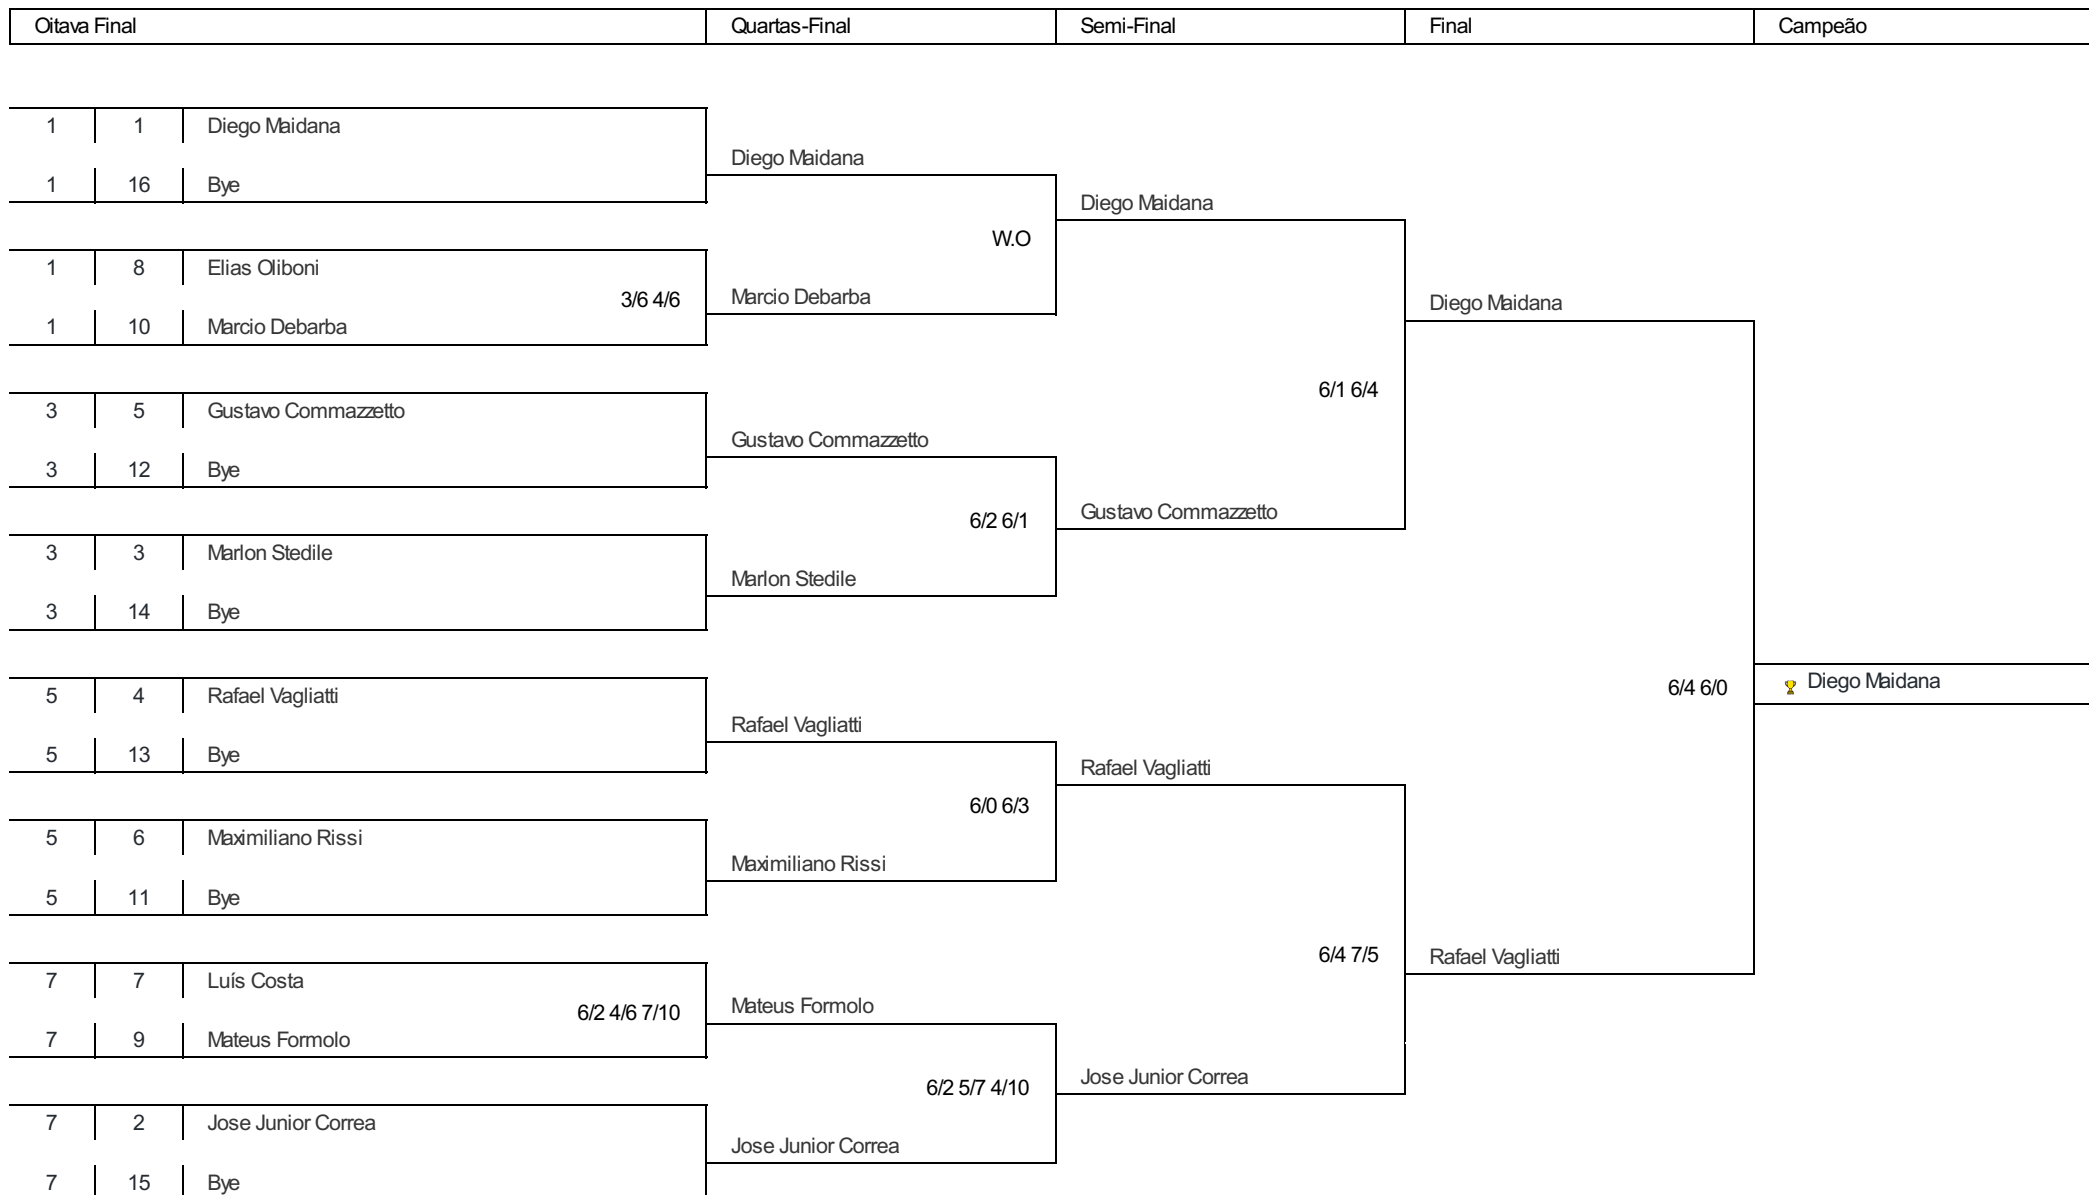 Oitava Final Quartas-Final Semi-Final Final Campeão
1 1 Diego Maidana
Diego Maidana
1 16 Bye
Diego Maidana
W.O
1 8 Elias Oliboni
3/6 4/6 Marcio Debarba
Diego Maidana
1 10 Marcio Debarba
6/1 6/4
3 5 Gustavo Commazzetto
Gustavo Commazzetto
3 12 Bye
6/2 6/1 Gustavo Commazzetto
3 3 Marlon Stedile
Marlon Stedile
3 14 Bye
6/4 6/0 Diego Maidana
5 4 Rafael Vagliatti
Rafael Vagliatti
5 13 Bye
Rafael Vagliatti
6/0 6/3
5 6 Maximiliano Rissi
Maximiliano Rissi
5 11 Bye
6/4 7/5 Rafael Vagliatti
7 7 Luís Costa
6/2 4/6 7/10 Mateus Formolo
7 9 Mateus Formolo
Jose Junior Correa
6/2 5/7 4/10
7 2 Jose Junior Correa
Jose Junior Correa
7 15 Bye